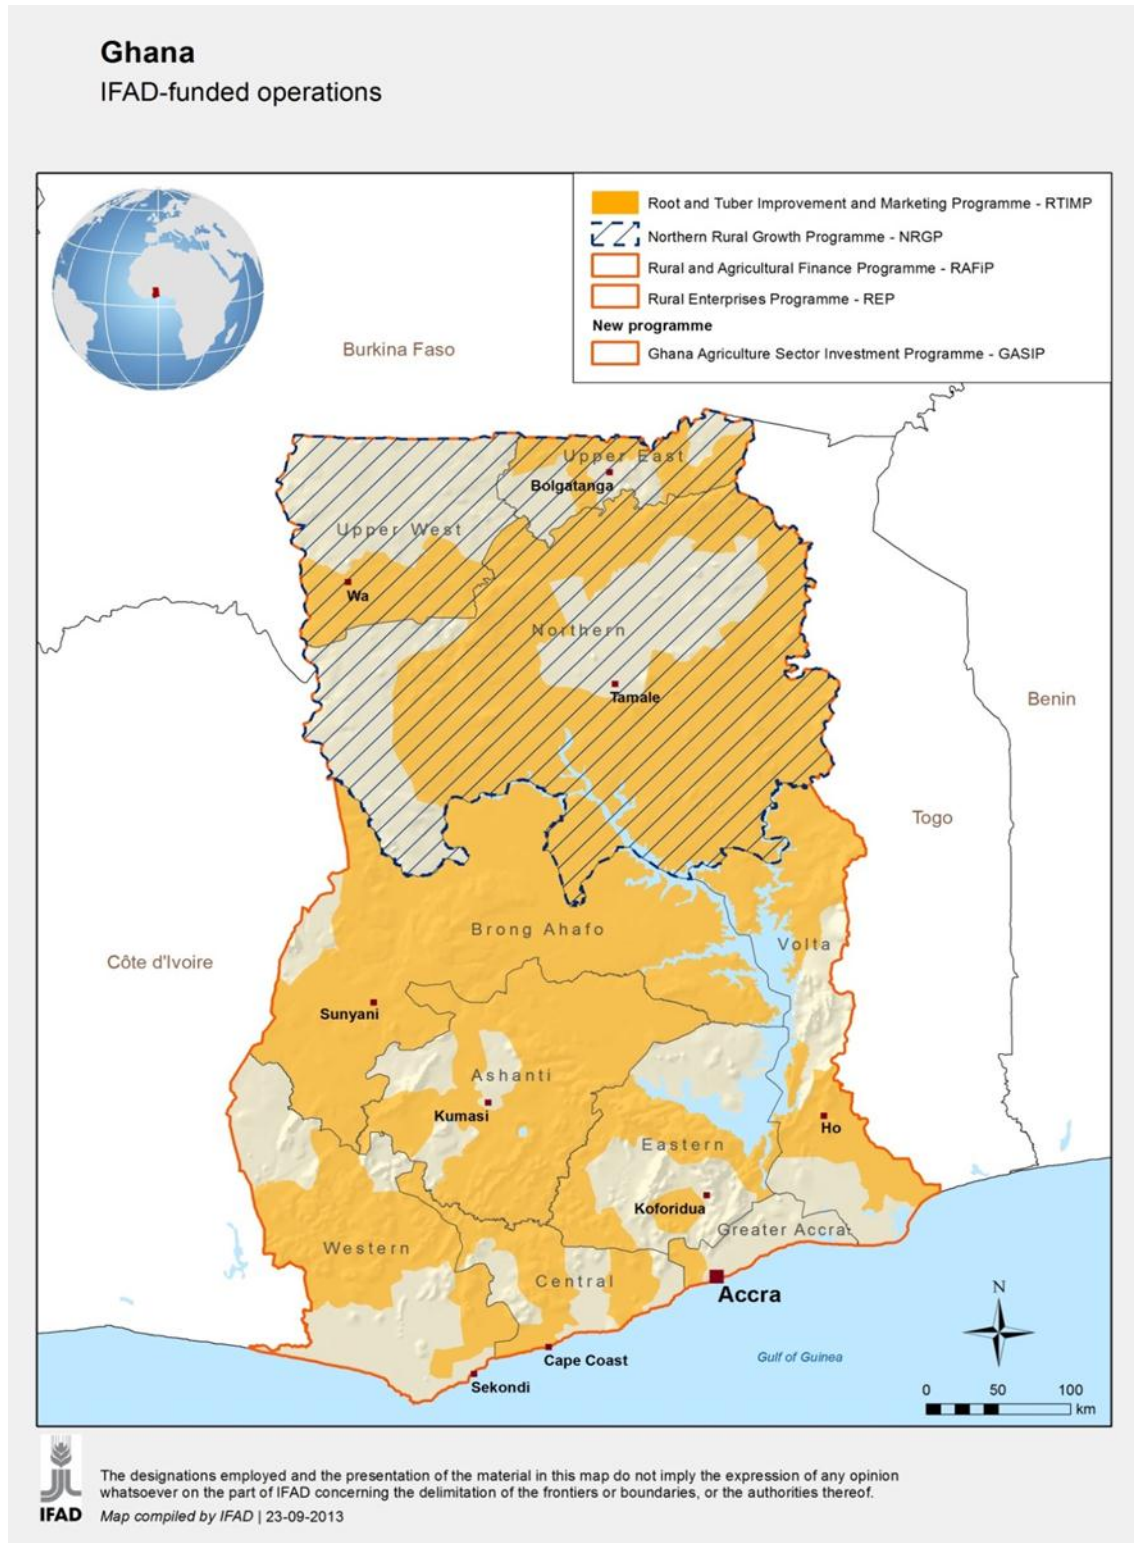 Ghana
IFAD-funded operations
Root and Tuber Improvement and Marketing Programme - RTIMP
Northern Rural Growth Programme - NRGP
Rural and Agricultural Finance Programme - RAFiP
Rural Enterprises Programme - REP
New programme
Ghana Agriculture Sector Investment Programme - GASIP
Burkina Faso
Upper East
Bolgatanga
Upper West
Wa
Northern
Tamale
Benin
Togo
Brong Ahafo
Volta
Côte d'Ivoire
Sunyani
Ashanti
Kumasi
Ho
Eastern
Koforidua
Greater Accra
Western
Central
Accra
N
Cape Coast
Gulf of Guinea
Sekondi
0 50 100
km
The designations employed and the presentation of the material in this map do not imply the expression of any opinion
whatsoever on the part of IFAD concerning the delimitation of the frontiers or boundaries, or the authorities thereof.
IFAD
Map compiled by IFAD | 23-09-2013